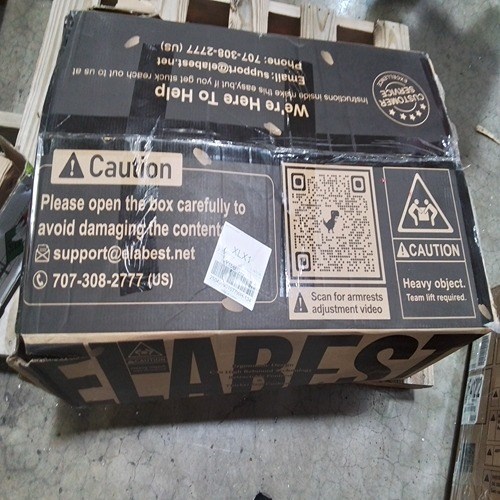 We're Here To Help
Instructions inside make this easy,but if you get stuck reach out to us at
Email:support@elabest.net
Phone: 707-308-2777 (US)
CUSTOMER
SERVICE
EXCELLENCE
Caution
Please open the box carefully to
avoid damaging the content
support@elabest.net
707-308-2777 (US)
Scan for armrests
adjustment video
CAUTION
Heavy object.
Team lift required.
ELABEST